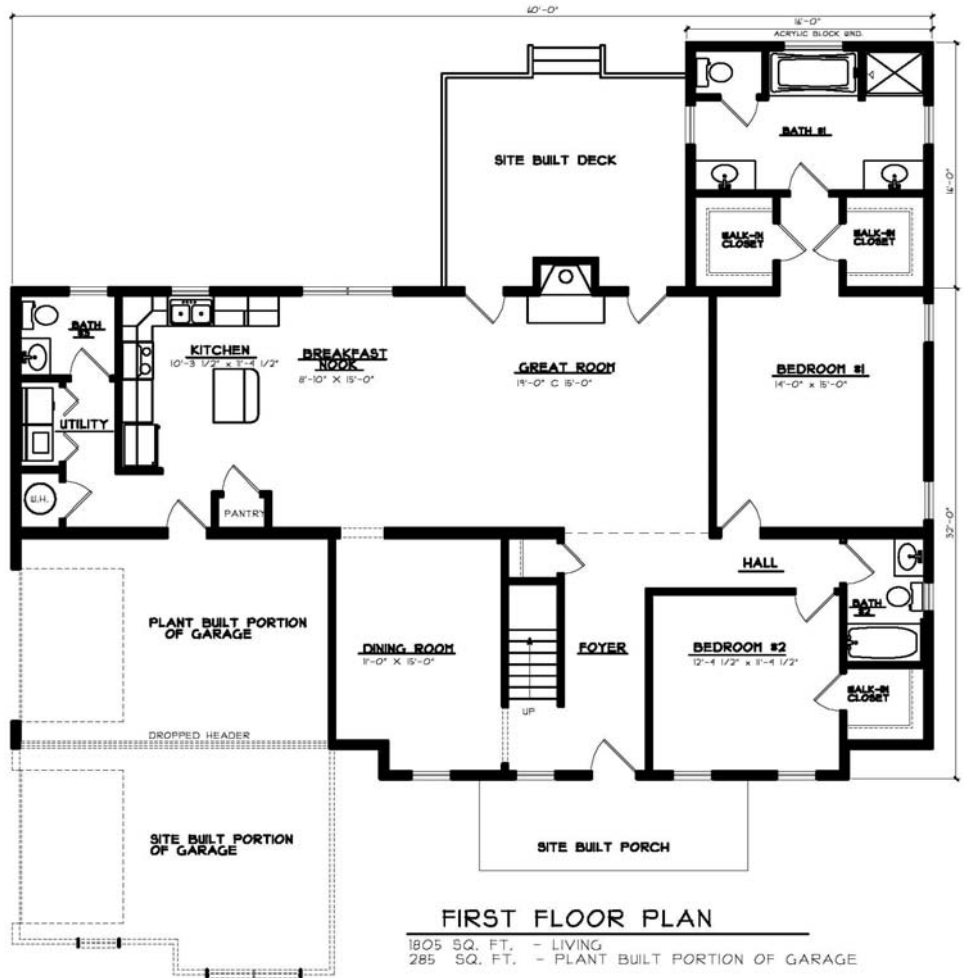 60'-0"
16'-0"
ACRYLIC BLOCK WND.
BATH #1
SITE BUILT DECK
16'-0"
WALK-IN
CLOSET
WALK-IN
CLOSET
BATH
#3
KITCHEN
10'-3 1/2" x 11'-4 1/2"
BREAKFAST
NOOK
8'-10" X 15'-0"
GREAT ROOM
19'-0" C 15'-0"
BEDROOM #1
14'-0" x 15'-0"
UTILITY
W.H.
PANTRY
32'-0"
HALL
PLANT BUILT PORTION
OF GARAGE
DINING ROOM
11'-0" X 15'-0"
FOYER
BEDROOM #2
12'-4 1/2" x 11'-4 1/2"
BATH
#2
WALK-IN
CLOSET
UP
DROPPED HEADER
SITE BUILT PORTION
OF GARAGE
SITE BUILT PORCH
FIRST FLOOR PLAN
1805 SQ. FT. - LIVING
285 SQ. FT. - PLANT BUILT PORTION OF GARAGE